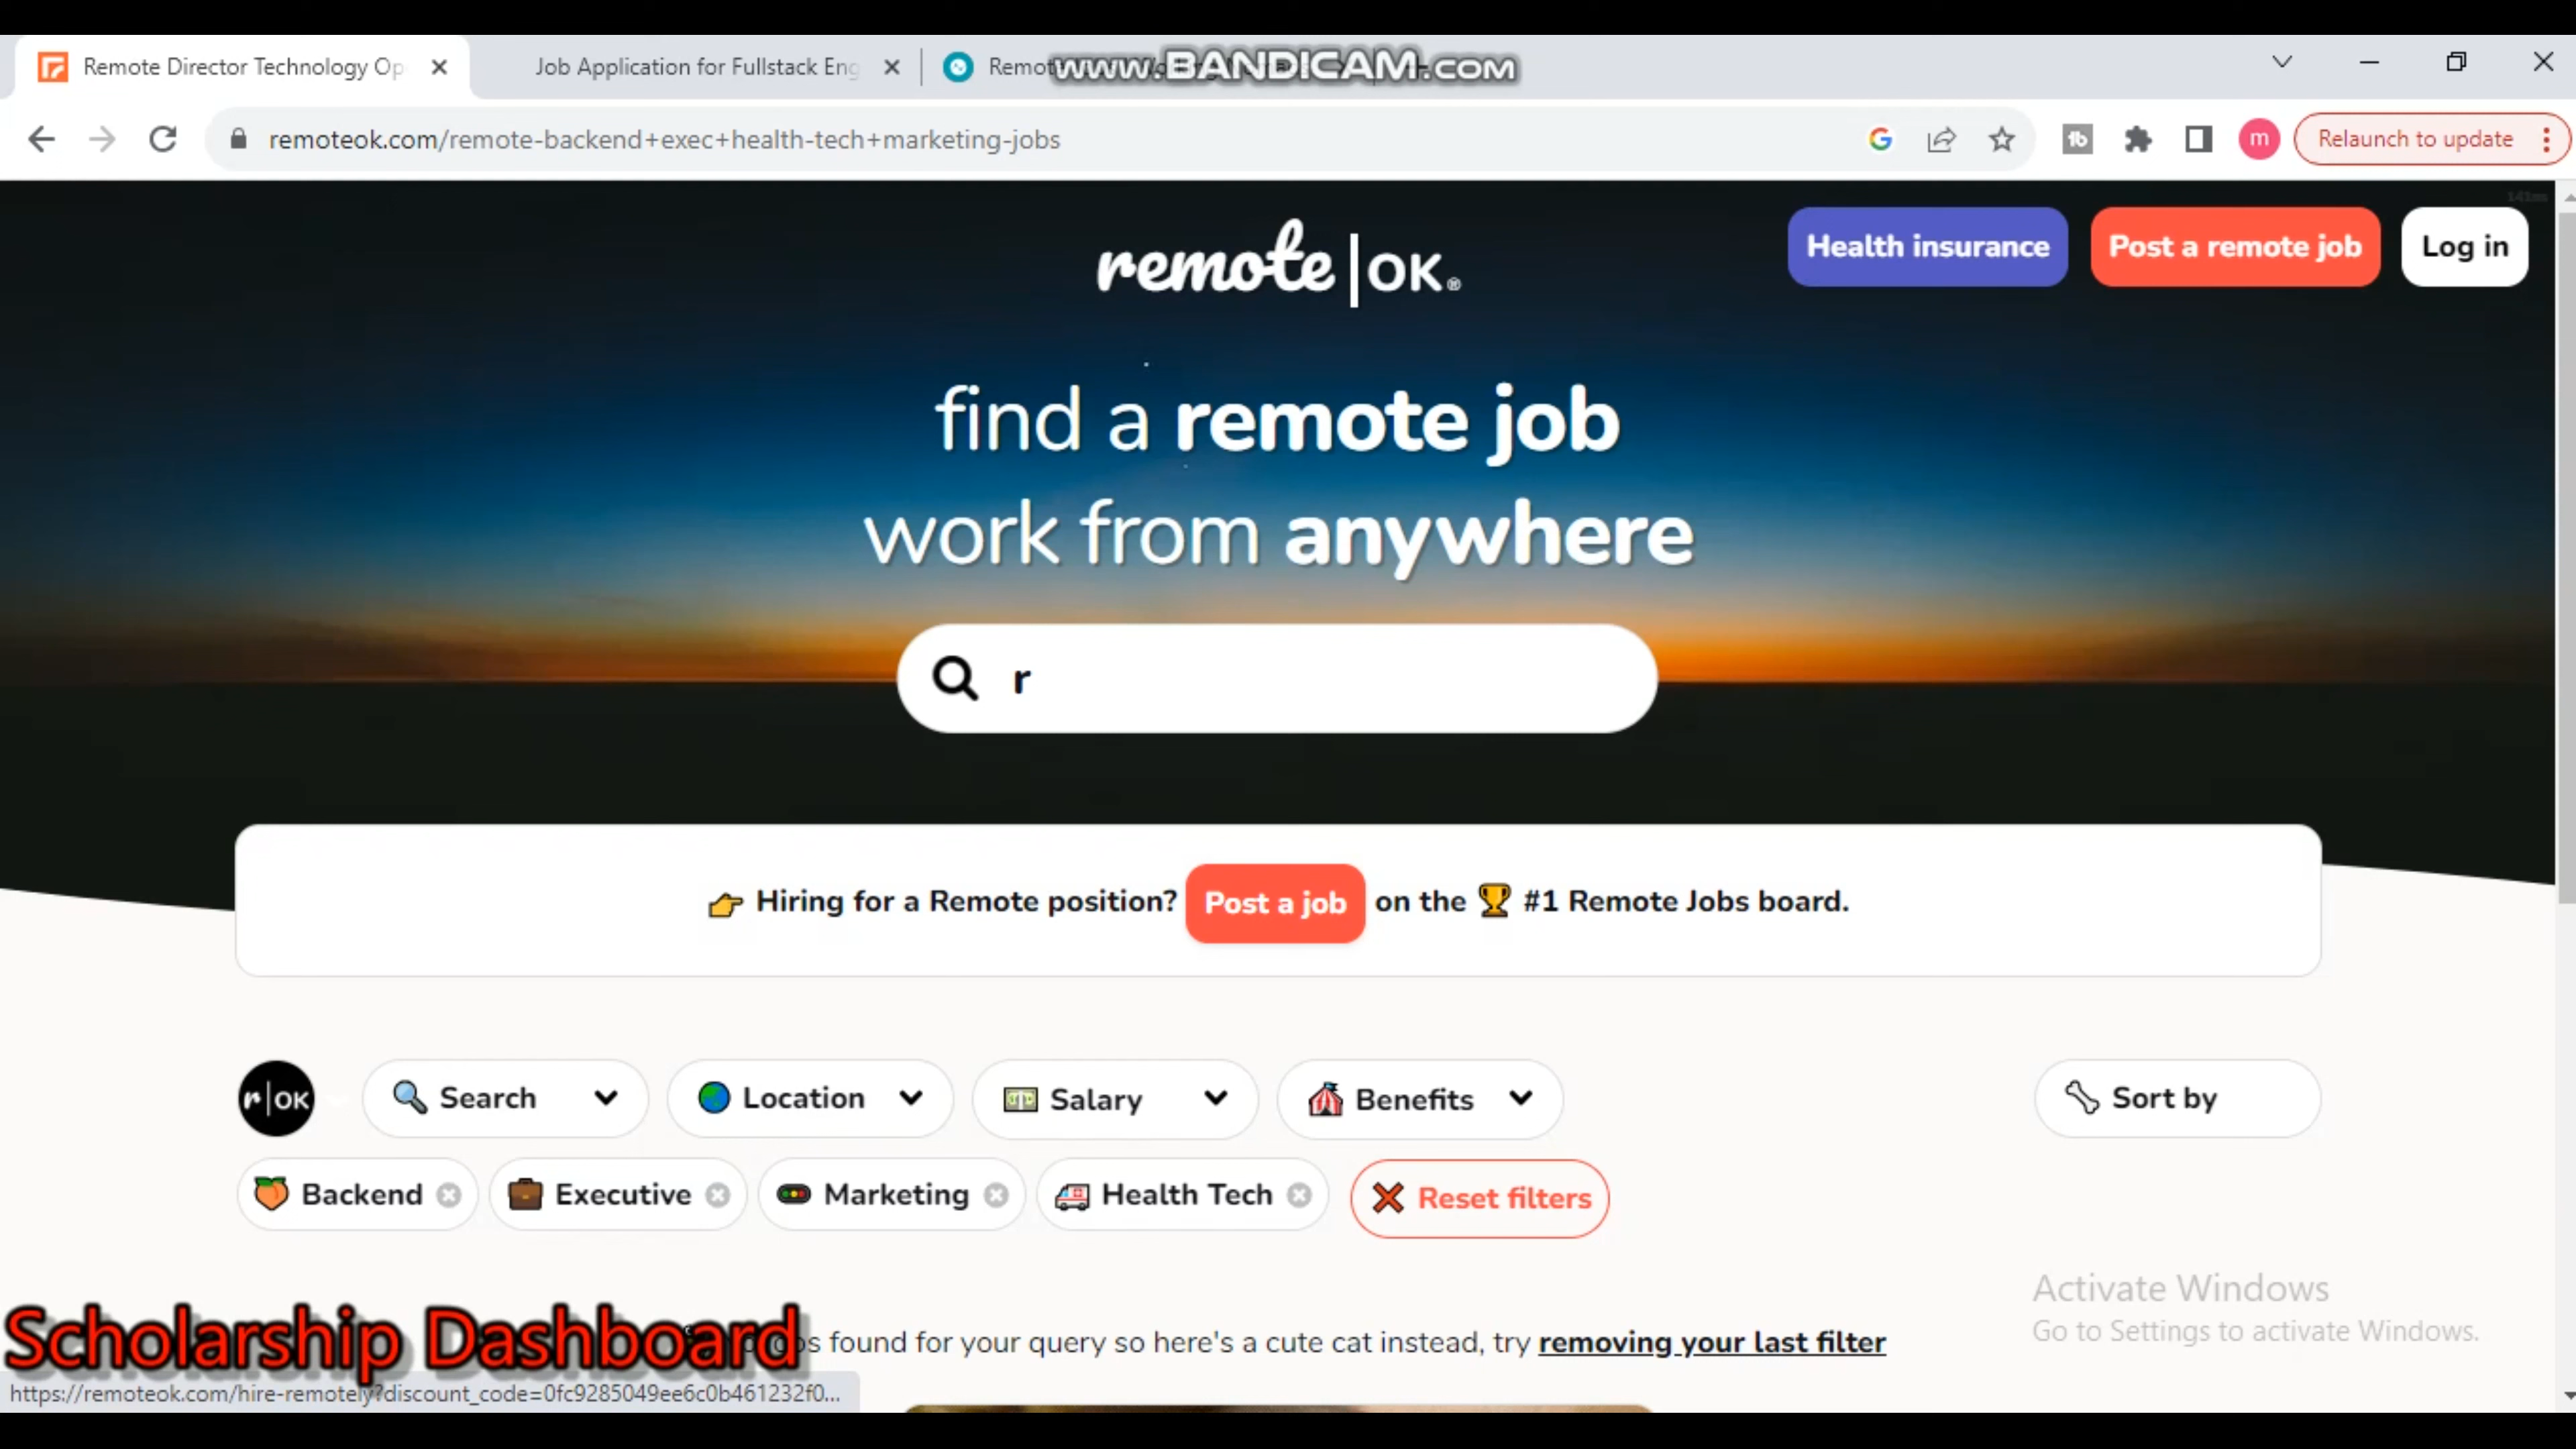 Remote Director Technology Op
Job Application for Fullstack Eng
Remot
www.BANDICAM.com
remoteok.com/remote-backend+exec+health-tech+marketing-jobs
m
Relaunch to update
remote|OK®
Health insurance
Post a remote job
Log in
find a remote job
work from anywhere
r
👉 Hiring for a Remote position? Post a job on the 🏆 #1 Remote Jobs board.
r|OK
Search
Location
Salary
Benefits
Sort by
Backend
Executive
Marketing
Health Tech
Reset filters
Activate Windows
Go to Settings to activate Windows.
Scholarship Dashboard
found for your query so here's a cute cat instead, try removing your last filter
https://remoteok.com/hire-remotely?discount_code=0fc9285049ee6c0b461232f0...